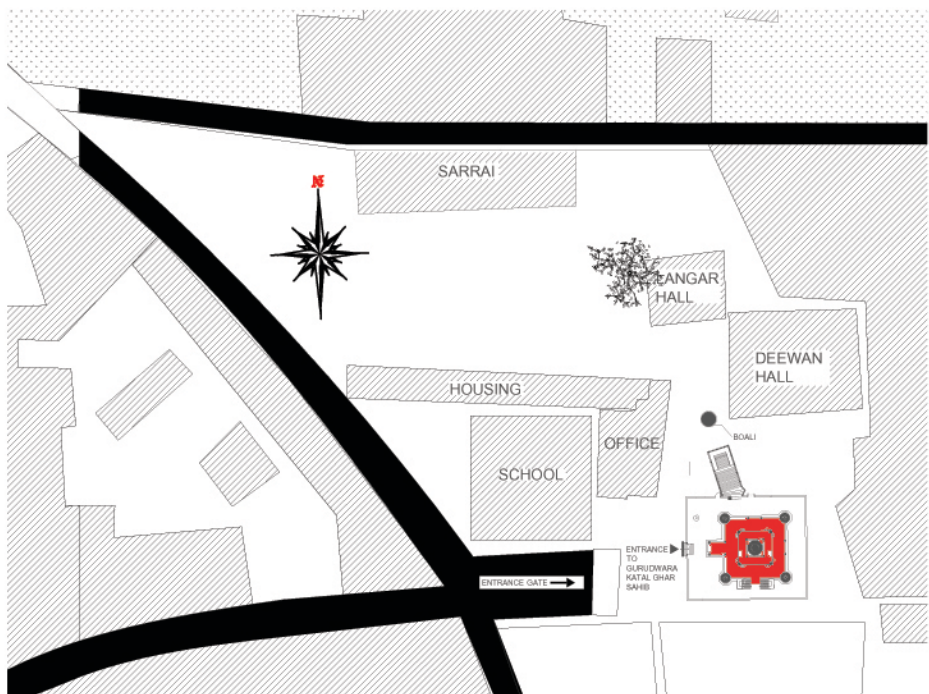 SARRAI
N
LANGAR
HALL
DEEWAN
HALL
HOUSING
OFFICE
BOALI
SCHOOL
ENTRANCE
TO
GURUDWARA
KATAL GHAR
SAHIB
ENTRANCE GATE